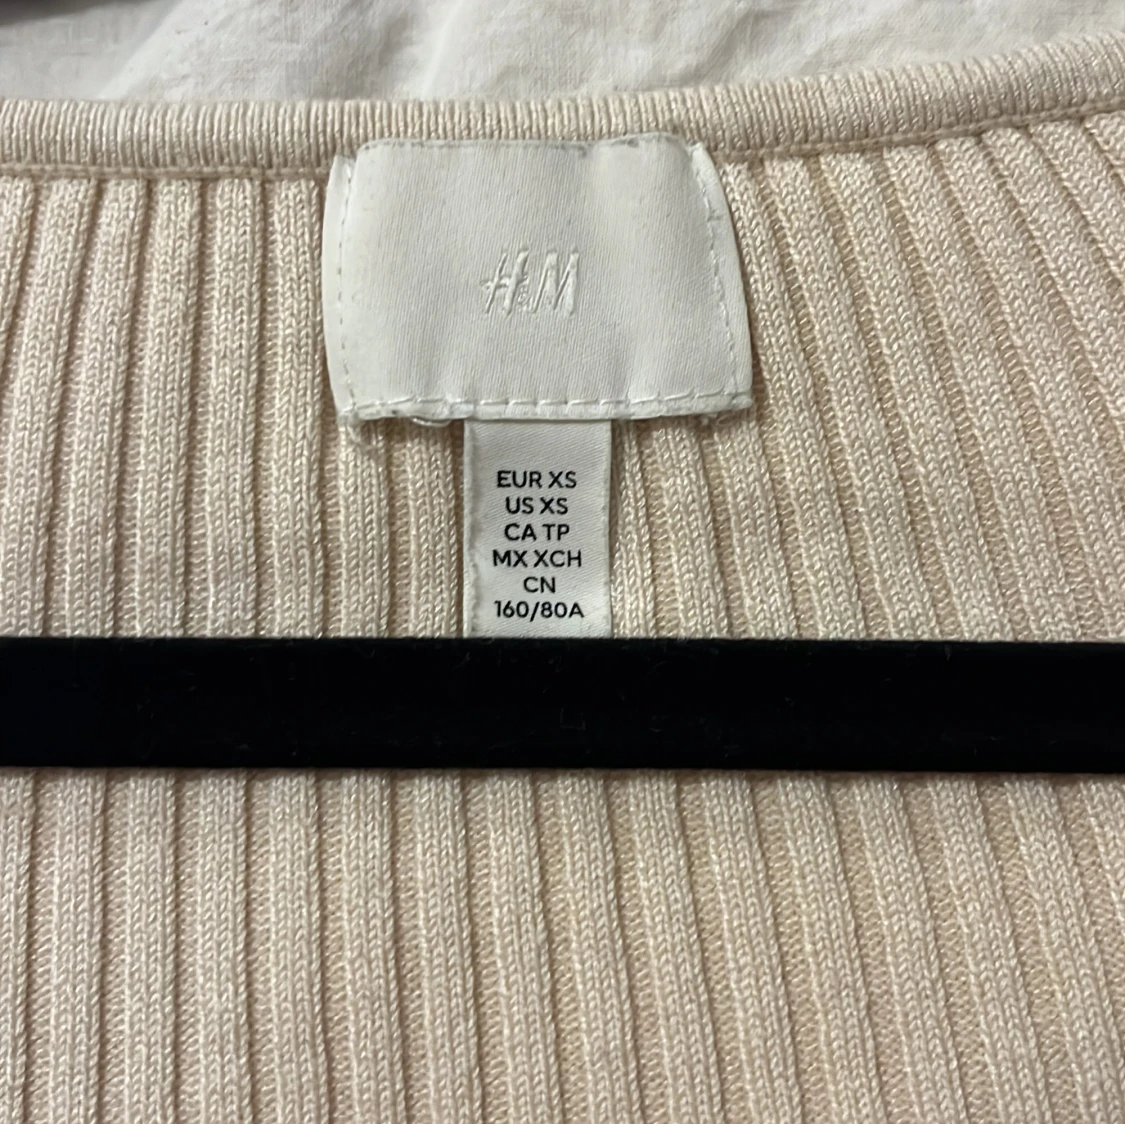 H&M
EUR XS
US XS
CA TP
MX XCH
CN
160/80A